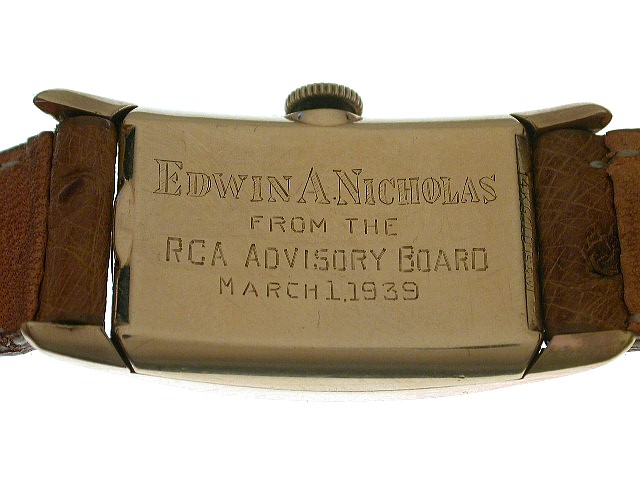 EDWIN A. NICHOLAS
FROM THE
RCA ADVISORY BOARD
MARCH 1, 1939